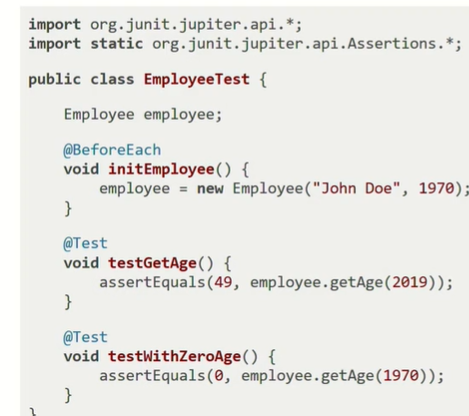 import org.junit.jupiter.api.*;
import static org.junit.jupiter.api.Assertions.*;
public class EmployeeTest {
Employee employee;
@BeforeEach
void initEmployee() {
employee = new Employee("John Doe", 1970);
}
@Test
void testGetAge() {
assertEquals(49, employee.getAge(2019));
}
@Test
void testWithZeroAge() {
assertEquals(0, employee.getAge(1970));
}
}